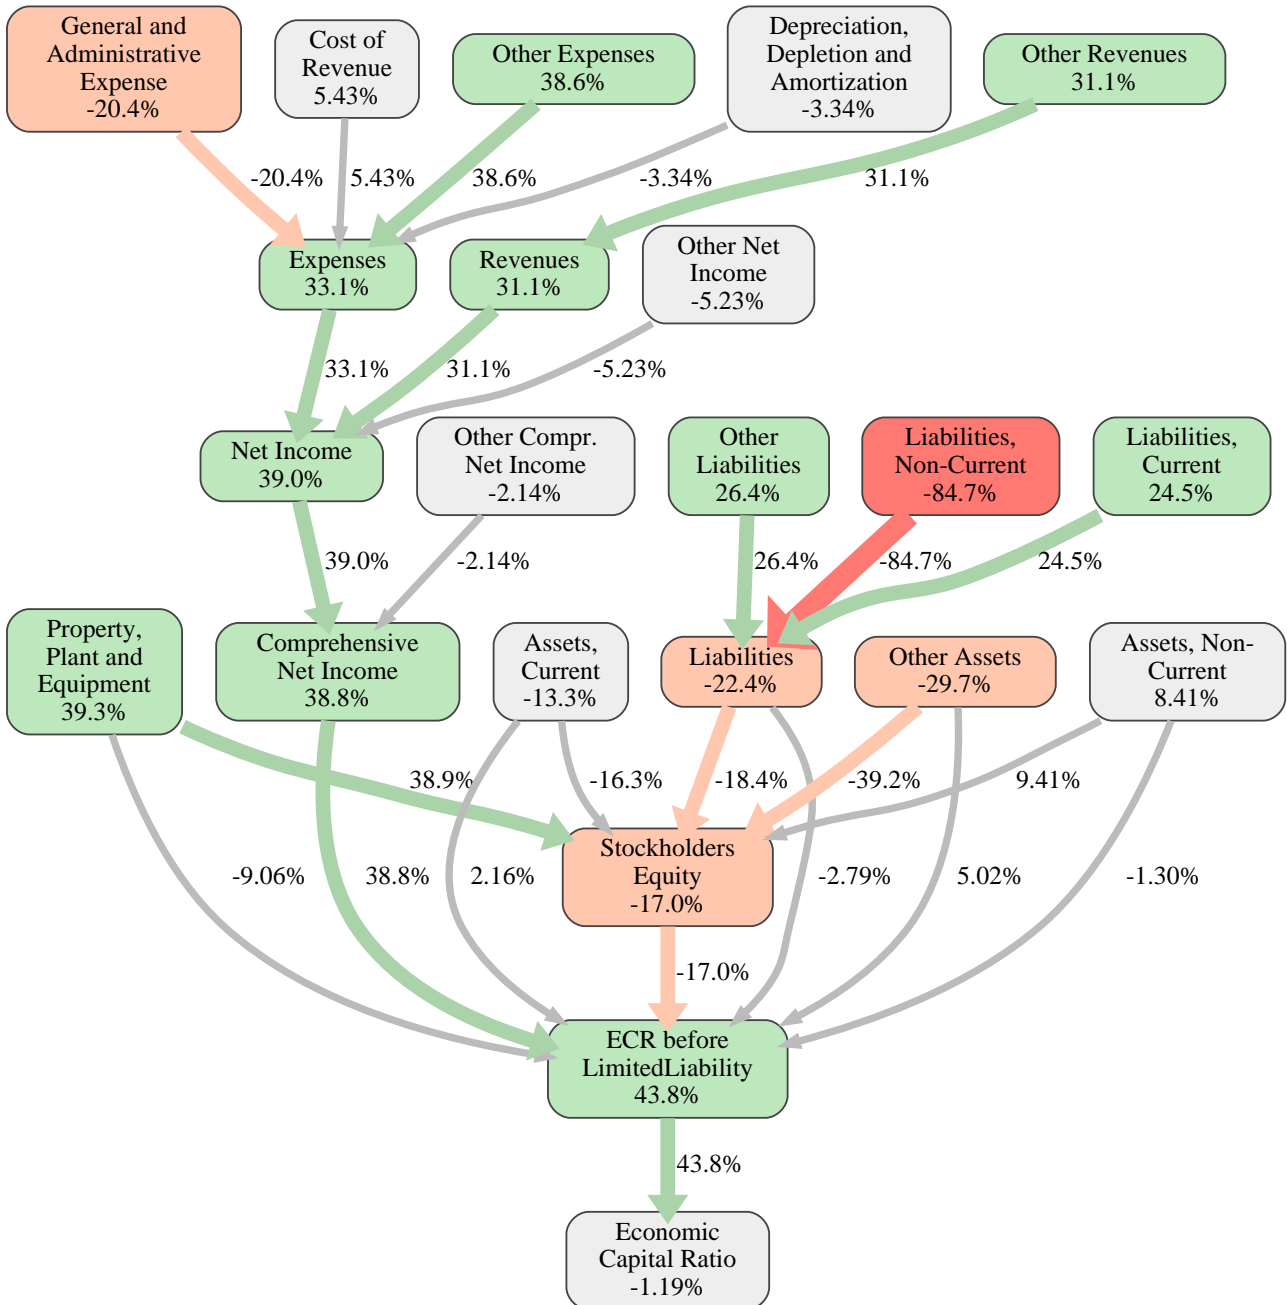 General and
Administrative
Expense
-20.4%
Cost of
Revenue
5.43%
Other Expenses
38.6%
Depreciation,
Depletion and
Amortization
-3.34%
Other Revenues
31.1%
-20.4%
5.43%
38.6%
-3.34%
31.1%
Expenses
33.1%
Revenues
31.1%
Other Net
Income
-5.23%
33.1%
31.1%
-5.23%
Net Income
39.0%
Other Compr.
Net Income
-2.14%
Other
Liabilities
26.4%
Liabilities,
Non-Current
-84.7%
Liabilities,
Current
24.5%
39.0%
-2.14%
26.4%
-84.7%
24.5%
Property,
Plant and
Equipment
39.3%
Comprehensive
Net Income
38.8%
Assets,
Current
-13.3%
Liabilities
-22.4%
Other Assets
-29.7%
Assets, Non-
Current
8.41%
38.9%
-16.3%
-18.4%
-39.2%
9.41%
Stockholders
Equity
-17.0%
-9.06%
38.8%
2.16%
-2.79%
5.02%
-1.30%
-17.0%
ECR before
LimitedLiability
43.8%
43.8%
Economic
Capital Ratio
-1.19%